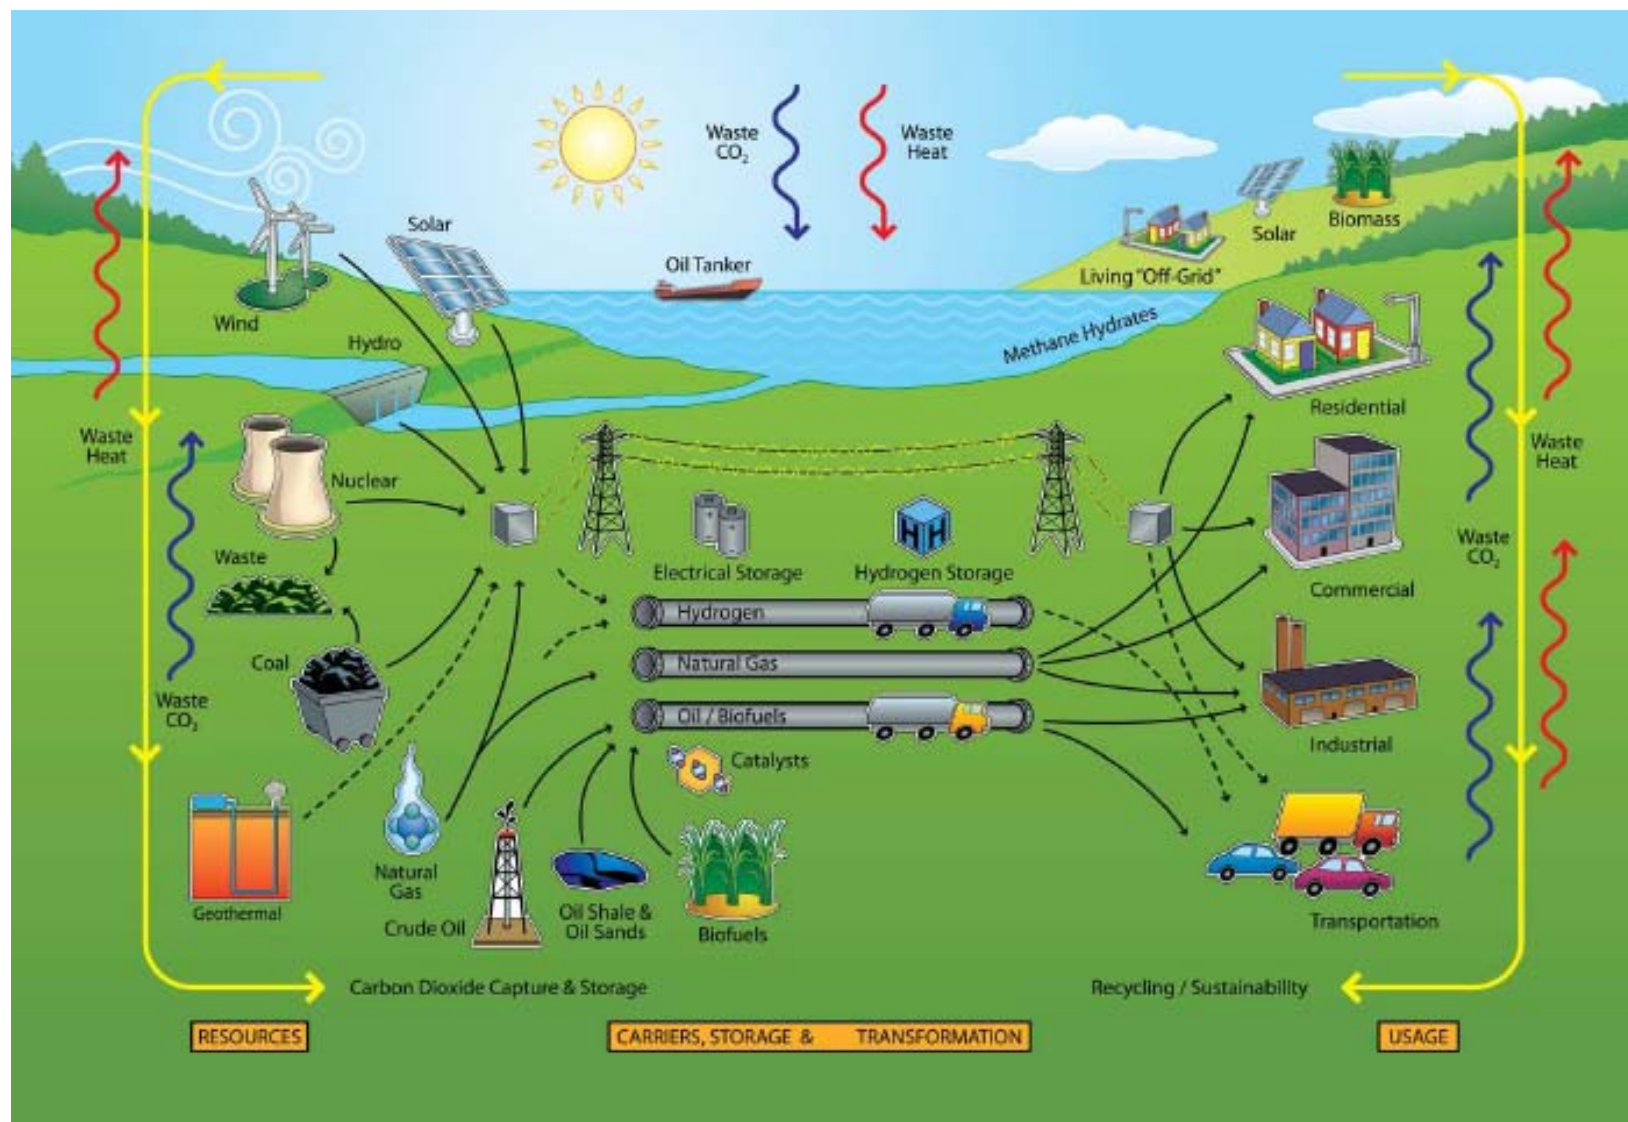 Waste
CO₂
Waste
Heat
Solar
Biomass
Solar
Living "Off-Grid"
Oil Tanker
Wind
Hydro
Methane Hydrates
Residential
Waste
Heat
Nuclear
Waste
Heat
Waste
CO₂
Waste
Electrical Storage
Hydrogen Storage
Commercial
Hydrogen
Coal
Natural Gas
Waste
CO₂
Oil / Biofuels
Industrial
Catalysts
Natural
Gas
Geothermal
Crude Oil
Oil Shale &
Oil Sands
Biofuels
Transportation
Carbon Dioxide Capture & Storage
Recycling / Sustainability
RESOURCES
CARRIERS, STORAGE & TRANSFORMATION
USAGE
H H